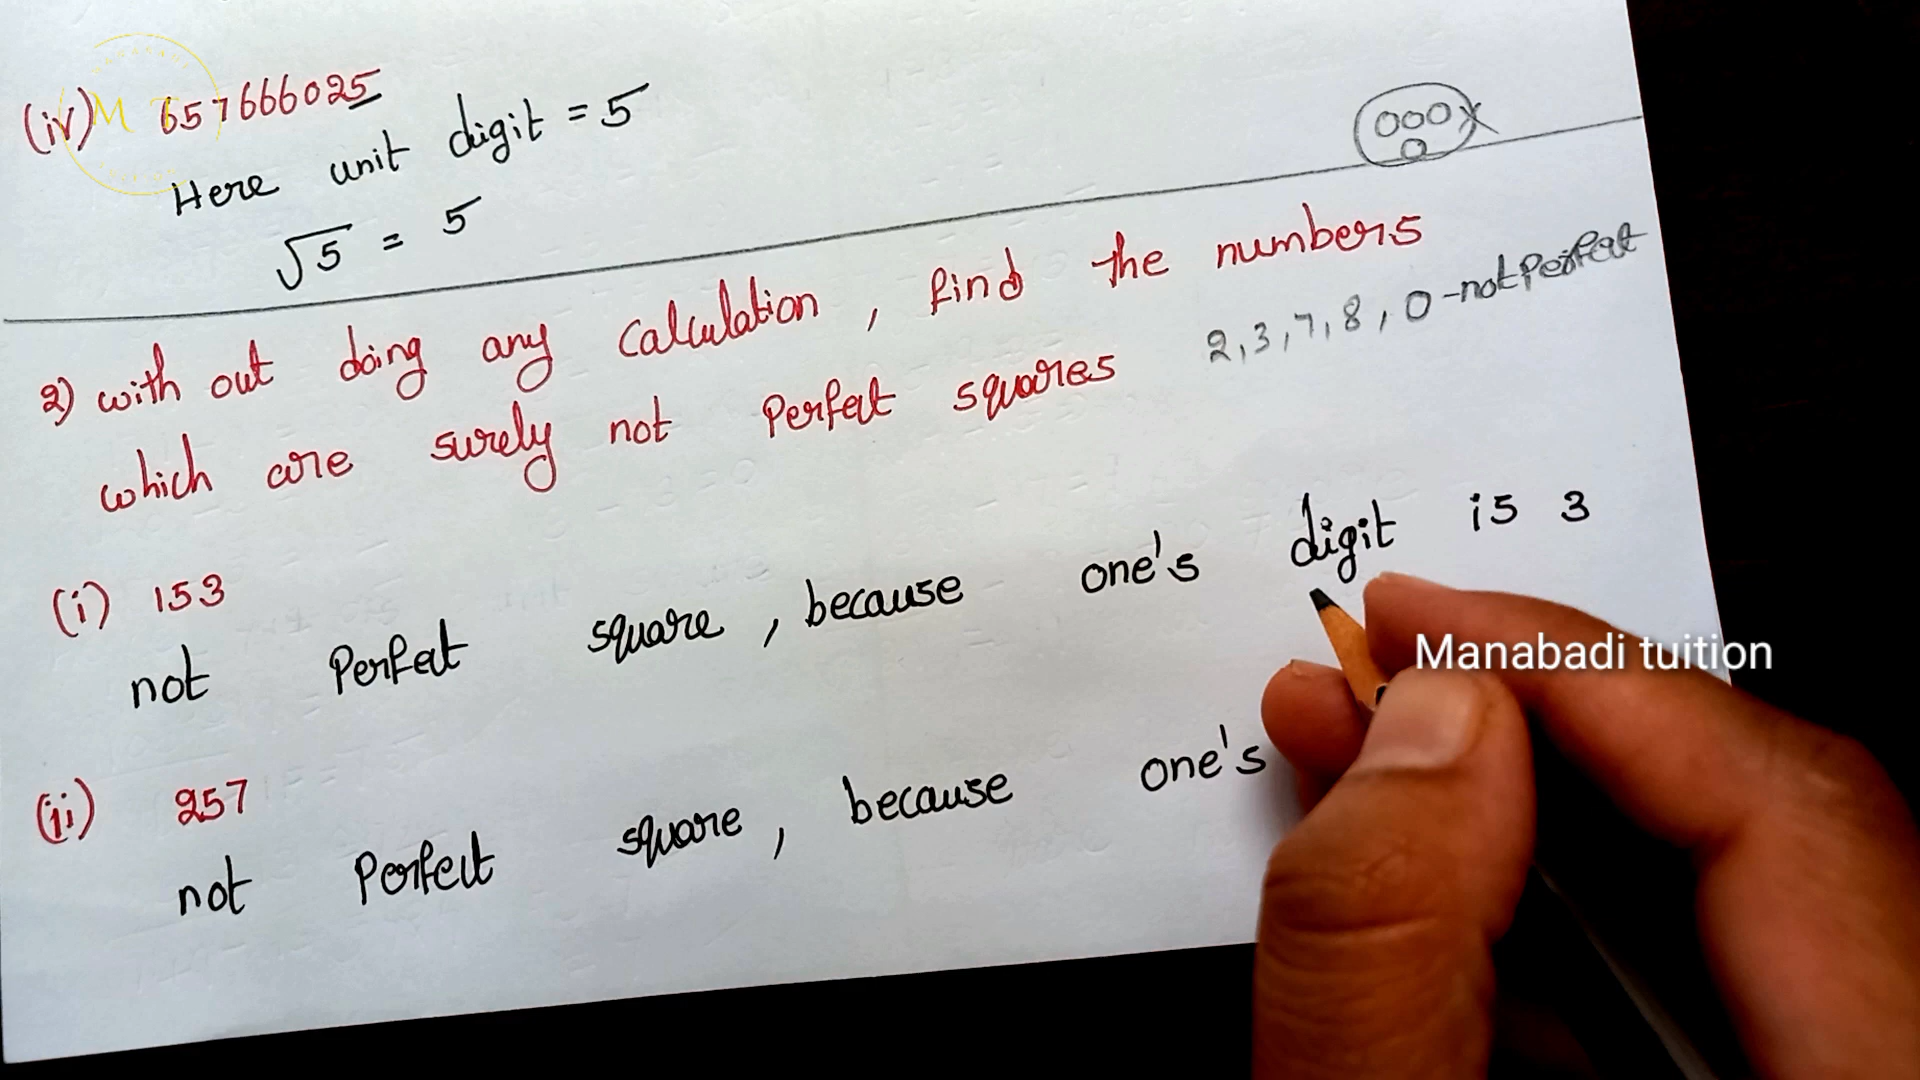 (iv) 657666025
Here unit digit = 5
√5 = 5
000
0
2) with out doing any calculation, find the numbers
which are surely not Perfect squares
2, 3, 7, 8, 0 - not Perfect
(i) 153
not Perfect square, because one's digit is 3
(ii) 257
not Perfect square, because one's
M T
Manabadi tuition